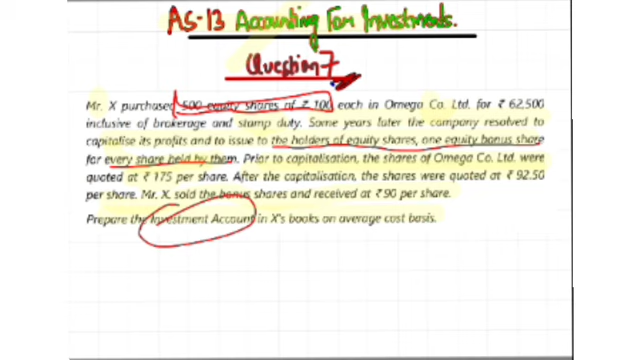 AS-13 Accounting For Investments.
Question 7
Mr. X purchased 500 equity shares of ₹ 100 each in Omega Co. Ltd. for ₹ 62,500
inclusive of brokerage and stamp duty. Some years later the company resolved to
capitalise its profits and to issue to the holders of equity shares, one equity bonus share
for every share held by them. Prior to capitalisation, the shares of Omega Co. Ltd. were
quoted at ₹ 175 per share. After the capitalisation, the shares were quoted at ₹ 92.50
per share. Mr. X. sold the bonus shares and received at ₹ 90 per share.
Prepare the Investment Account in X's books on average cost basis.